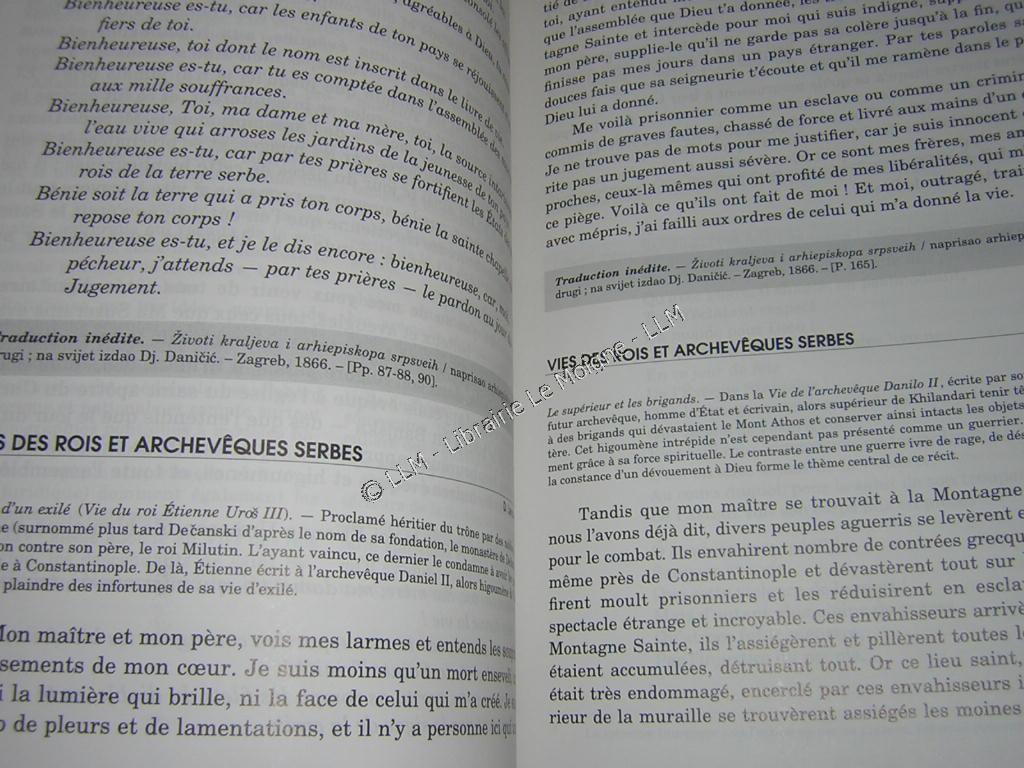 agréables à Dieu,
Bienheureuse es-tu, car les enfants de ton pays se réjouissent
fiers de toi.
Bienheureuse, toi dont le nom est inscrit dans le livre de
Bienheureuse es-tu, car tu es comptée dans l'assemblée des
aux mille souffrances.
Bienheureuse, Toi, ma dame et ma mère, toi, la source
l'eau vive qui arroses les jardins de la jeunesse de ton
Bienheureuse es-tu, car par tes prières se fortifient les États
rois de la terre serbe.
Bénie soit la terre qui a pris ton corps, bénie la sainte chapelle
repose ton corps !
Bienheureuse es-tu, et je le dis encore : bienheureuse, car, moi,
pécheur, j'attends — par tes prières — le pardon au jour du
Jugement.
raduction inédite. — Životi kraljeva i arhiepiskopa srpsveih / naprisao
rugi ; na svijet izdao Dj. Daničić. – Zagreb, 1866. – [Pp. 87-88, 90].
S DES ROIS ET ARCHEVÊQUES SERBES
d'un exilé (Vie du roi Étienne Uroš III). — Proclamé héritier du trône par des
e (surnommé plus tard Dečanski d'après le nom de sa fondation, le monastère de
on contre son père, le roi Milutin. L'ayant vaincu, ce dernier le condamne à avoir les
e à Constantinople. De là, Étienne écrit à l'archevêque Daniel II, alors higoumène
plaindre des infortunes de sa vie d'exilé.
Mon maître et mon père, vois mes larmes et entends les
sements de mon cœur. Je suis moins qu'un mort enseveli,
i la lumière qui brille, ni la face de celui qui m'a créé. Je
de pleurs et de lamentations, et il n'y a personne ici qui
tié de
toi, ayant entendu
que l'assemblée que Dieu t'a donnée, les
tagne Sainte et intercède pour moi qui suis indigne,
mon père, supplie-le qu'il ne garde pas sa colère jusqu'à la fin,
finisse pas mes jours dans un pays étranger. Par tes paroles
douces fais que sa seigneurie t'écoute et qu'il me ramène dans le
Dieu lui a donné.
Me voilà prisonnier comme un esclave ou comme un crimin
commis de graves fautes, chassé de force et livré aux mains d'un
Je ne trouve pas de mots pour me justifier, car je suis innocent
rite pas un jugement aussi sévère. Or ce sont mes frères, mes
proches, ceux-là mêmes qui ont profité de mes libéralités, qui
ce piège. Voilà ce qu'ils ont fait de moi ! Et moi, outragé,
avec mépris, j'ai failli aux ordres de celui qui m'a donné la vie.
Traduction inédite. — Životi kraljeva i arhiepiskopa srpsveih / naprisao
drugi ; na svijet izdao Dj. Daničić. – Zagreb, 1866. – [P. 165].
VIES DES ROIS ET ARCHEVÊQUES SERBES
Le supérieur et les brigands. — Dans la Vie de l'archevêque Danilo II, écrite par
futur archevêque, homme d'État et écrivain, alors supérieur de Khilandari tenir
à des brigands qui dévastaient le Mont Athos et conserver ainsi intacts les objets
tère. Cet higoumène intrépide n'est cependant pas présenté comme un guerrier.
ment grâce à sa force spirituelle. Le contraste entre une guerre ivre de rage, de
la constance d'un dévouement à Dieu forme le thème central de ce récit.
Tandis que mon maître se trouvait à la Montagne
nous l'avons déjà dit, divers peuples aguerris se levèrent
pour le combat. Ils envahirent nombre de contrées
même près de Constantinople et dévastèrent tout sur
firent moult prisonniers et les réduisirent en
spectacle étrange et incroyable. Ces envahisseurs
Montagne Sainte, ils l'assiégèrent et pillèrent toutes
étaient accumulées, détruisant tout. Or ce lieu saint,
était très endommagé, encerclé par ces envahisseurs
rieur de la muraille se trouvèrent assiégés les moines
© LLM - Librairie Le Moigne - LLM